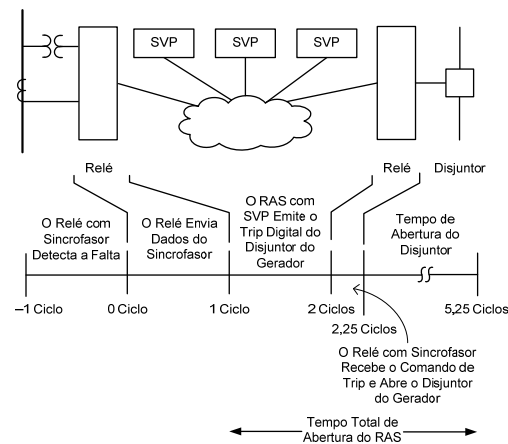 SVP
SVP
SVP
Relé
Relé
Disjuntor
O Relé com
Sincrofasor
Detecta a Falta
O Relé Envia
Dados do
Sincrofasor
O RAS com
SVP Emite o
Trip Digital do
Disjuntor do
Gerador
Tempo de
Abertura do
Disjuntor
–1 Ciclo
0 Ciclo
1 Ciclo
2 Ciclos
2,25 Ciclos
5,25 Ciclos
O Relé com Sincrofasor
Recebe o Comando de
Trip e Abre o Disjuntor
do Gerador
Tempo Total de
Abertura do RAS